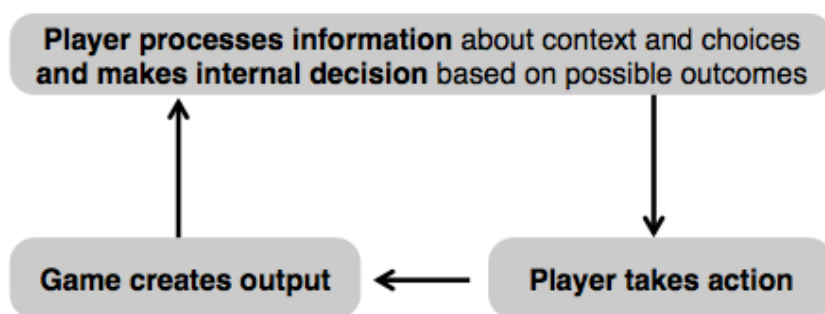 Player processes information about context and choices
and makes internal decision based on possible outcomes
Game creates output
Player takes action